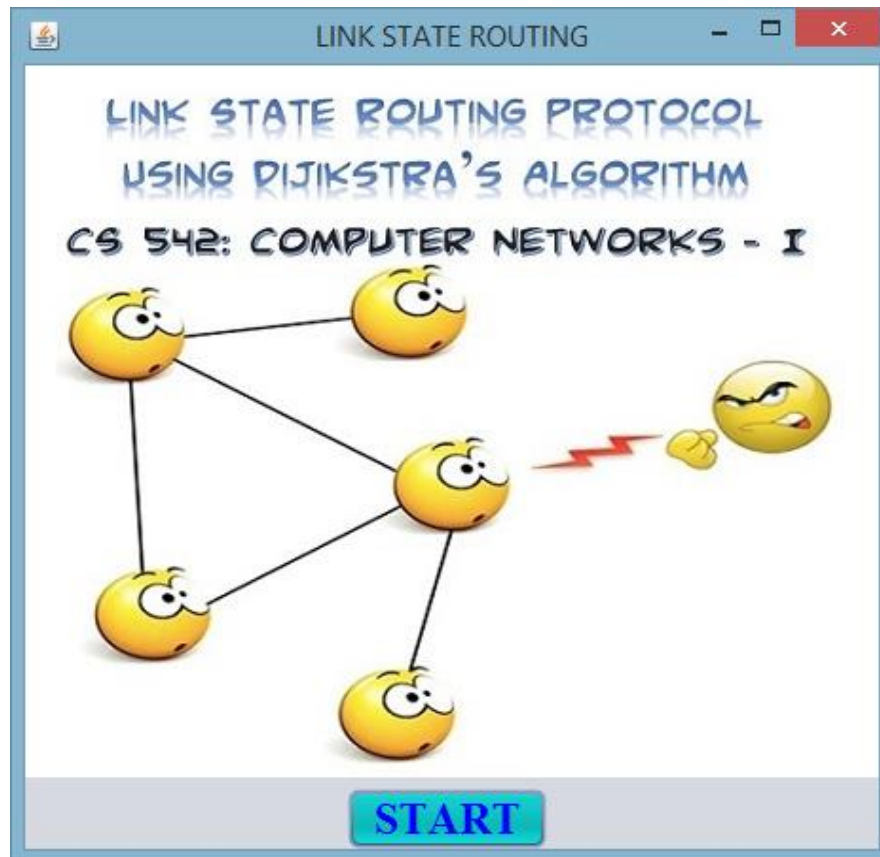 LINK STATE ROUTING
LINK STATE ROUTING PROTOCOL
USING DIJIKSTRA'S ALGORITHM
CS 542: COMPUTER NETWORKS - I
START